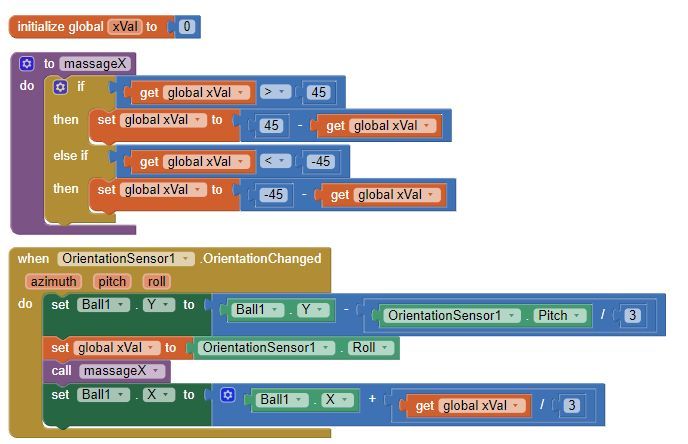 initialize global xVal to 0
to massageX
do if get global xVal > 45
then set global xVal to 45 - get global xVal
else if get global xVal < -45
then set global xVal to -45 - get global xVal
when OrientationSensor1 .OrientationChanged
azimuth pitch roll
do set Ball1 . Y to Ball1 . Y - OrientationSensor1 . Pitch / 3
set global xVal to OrientationSensor1 . Roll
call massageX
set Ball1 . X to Ball1 . X + get global xVal / 3